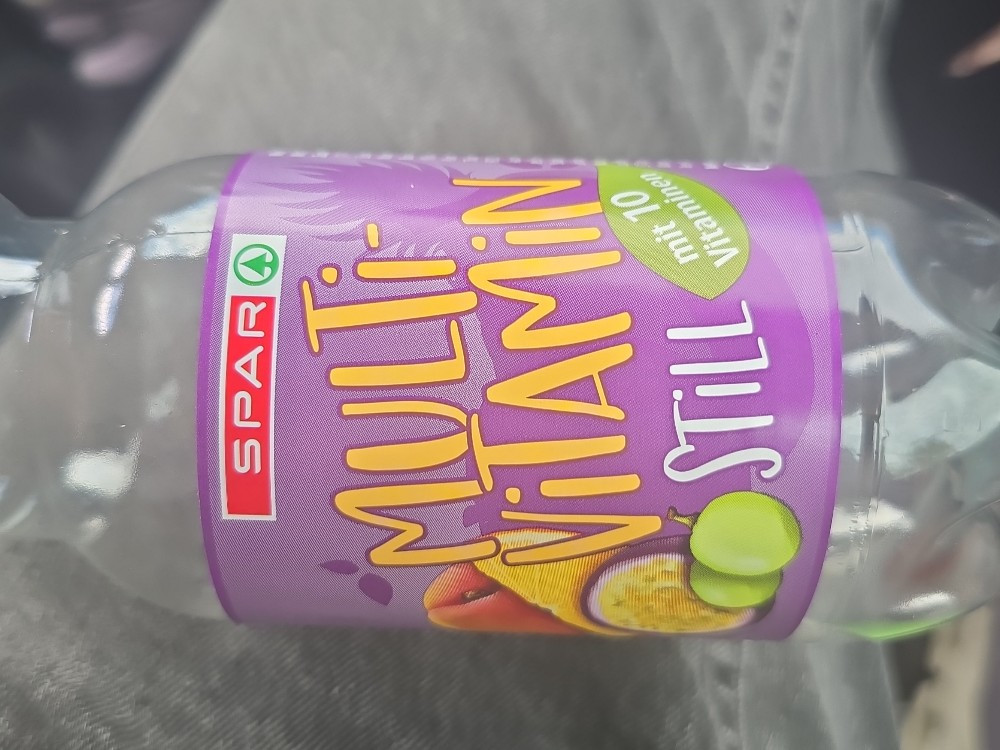 SPAR
MULTi-
ViTAMiN
mit 10
Vitaminen
STiLL